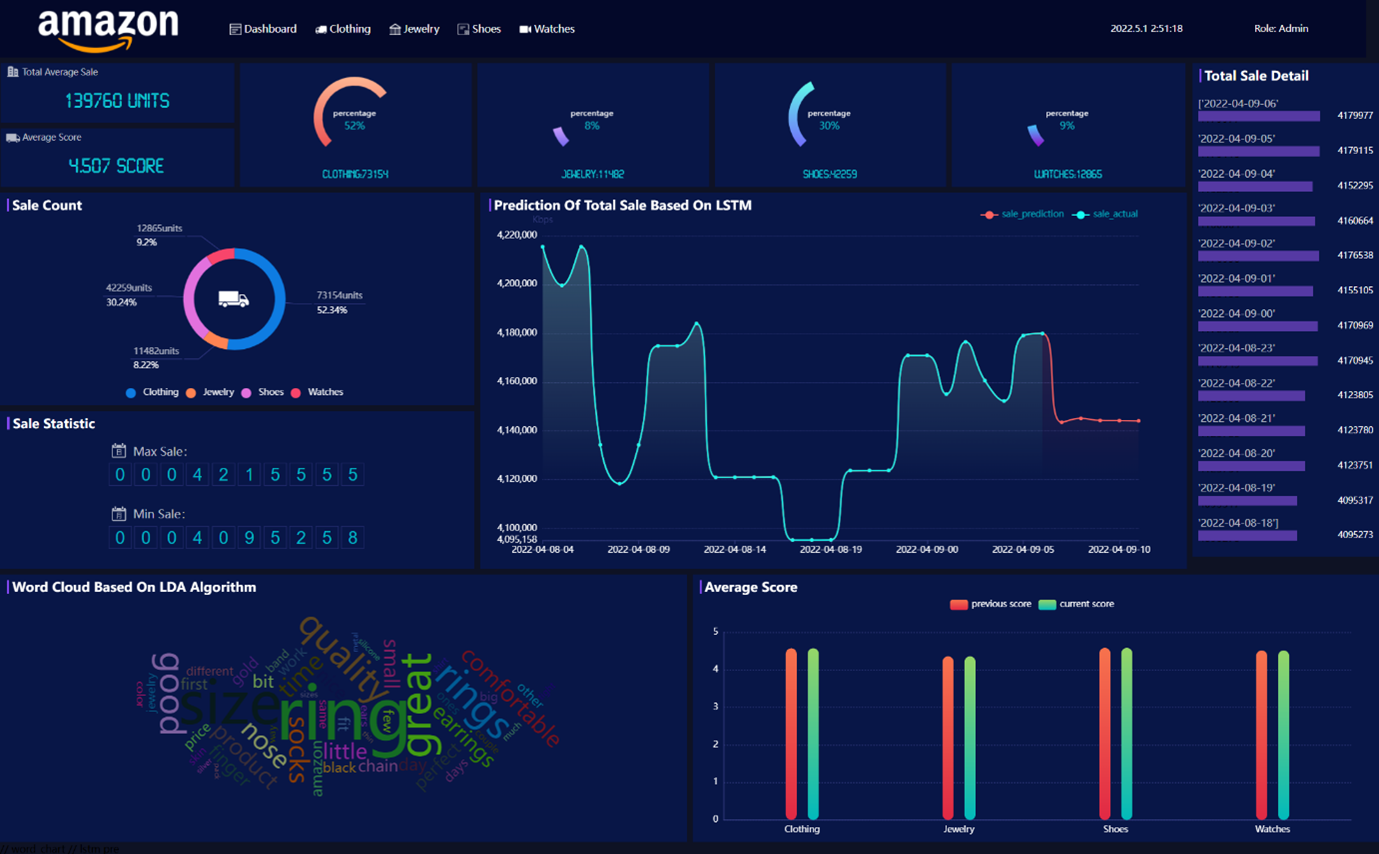 amazon
Dashboard Clothing Jewelry Shoes Watches
2022.5.1 2:51:18
Role: Admin
Total Average Sale
139760 UNITS
Average Score
4.507 SCORE
percentage
52%
CLOTHING:73154
percentage
8%
JEWELRY:11482
percentage
30%
SHOES:42259
percentage
9%
WATCHES:12865
Total Sale Detail
['2022-04-09-06'
4179977
'2022-04-09-05'
4179115
'2022-04-09-04'
4152295
'2022-04-09-03'
4160664
'2022-04-09-02'
4176538
'2022-04-09-01'
4155105
'2022-04-09-00'
4170969
'2022-04-08-23'
4170945
'2022-04-08-22'
4123805
'2022-04-08-21'
4123780
'2022-04-08-20'
4123751
'2022-04-08-19'
4095317
'2022-04-08-18']
4095273
Sale Count
12865units
9.2%
42259units
30.24%
73154units
52.34%
11482units
8.22%
Clothing Jewelry Shoes Watches
Sale Statistic
Max Sale:
0 0 0 4 2 1 5 5 5 5
Min Sale:
0 0 0 4 0 9 5 2 5 8
Prediction Of Total Sale Based On LSTM
Kbps
sale_prediction sale_actual
4,220,000
4,200,000
4,180,000
4,160,000
4,140,000
4,120,000
4,100,000
4,095,158
2022-04-08-04 2022-04-08-09 2022-04-08-14 2022-04-08-19 2022-04-09-00 2022-04-09-05 2022-04-09-10
Word Cloud Based On LDA Algorithm
quality
small
great
rings
comfortable
other
big
ones
earrings
much
couple
perfect
days
day
chain
black
little
amazon
socks
few
fit
same
ring
sizes
size
time
work
band
silicone
bit
gold
different
first
good
jewelry
color
price
product
finger
nose
silver
Average Score
previous score current score
5
4
3
2
1
0
Clothing Jewelry Shoes Watches
// word_chart // lstm pre